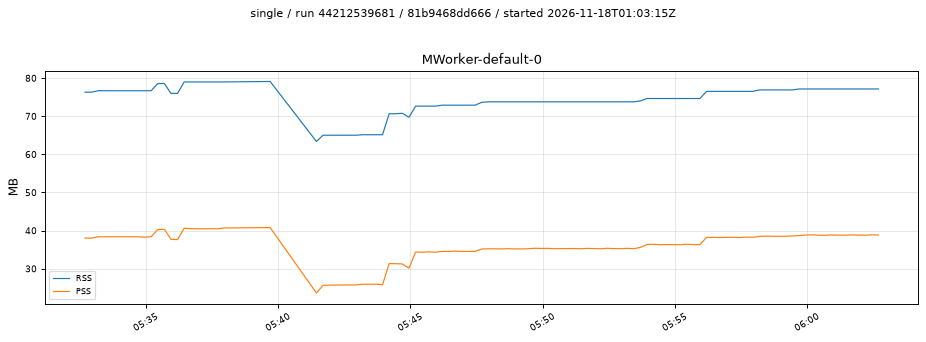 single / run 44212539681 / 81b9468dd666 / started 2026-11-18T01:03:15Z
MWorker-default-0
80
70
60
50
40
30
MB
RSS
PSS
05:35
05:40
05:45
05:50
05:55
06:00